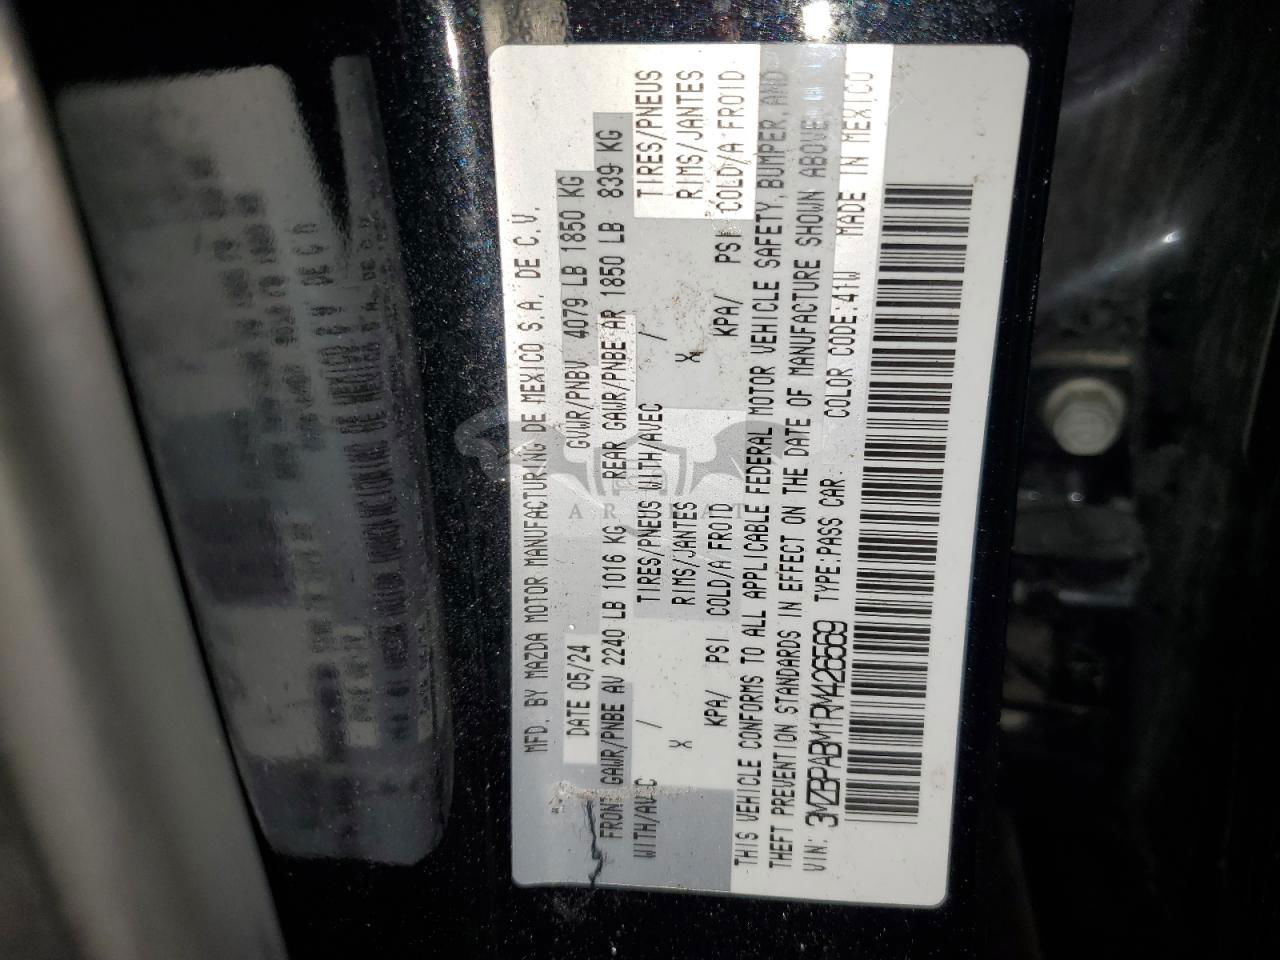 MFD. BY MAZDA MOTOR MANUFACTURING DE MEXICO S.A. DE C.V.
DATE 05/24 GVWR/PNBV 4079 LB 1850 KG
FRONT GAWR/PNBE AV 2240 LB 1016 KG REAR GAWR/PNBE AR 1850 LB 839 KG
WITH/AVEC / TIRES/PNEUS WITH/AVEC / TIRES/PNEUS
X RIMS/JANTES X RIMS/JANTES
KPA/ PSI COLD/A FROID KPA/ PSI COLD/A FROID
THIS VEHICLE CONFORMS TO ALL APPLICABLE FEDERAL MOTOR VEHICLE SAFETY, BUMPER, AND
THEFT PREVENTION STANDARDS IN EFFECT ON THE DATE OF MANUFACTURE SHOWN ABOVE
VIN: 3MZBPABM1RM426569 TYPE:PASS CAR COLOR CODE:41W MADE IN MEXICO